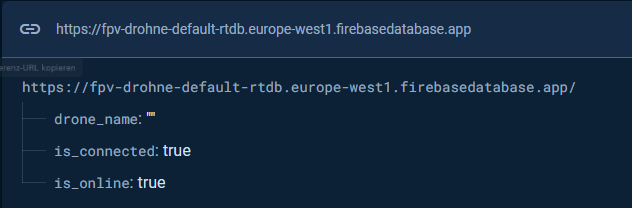 https://fpv-drohne-default-rtdb.europe-west1.firebasedatabase.app
erenz-URL kopieren
https://fpv-drohne-default-rtdb.europe-west1.firebasedatabase.app/
drone_name: ""
is_connected: true
is_online: true